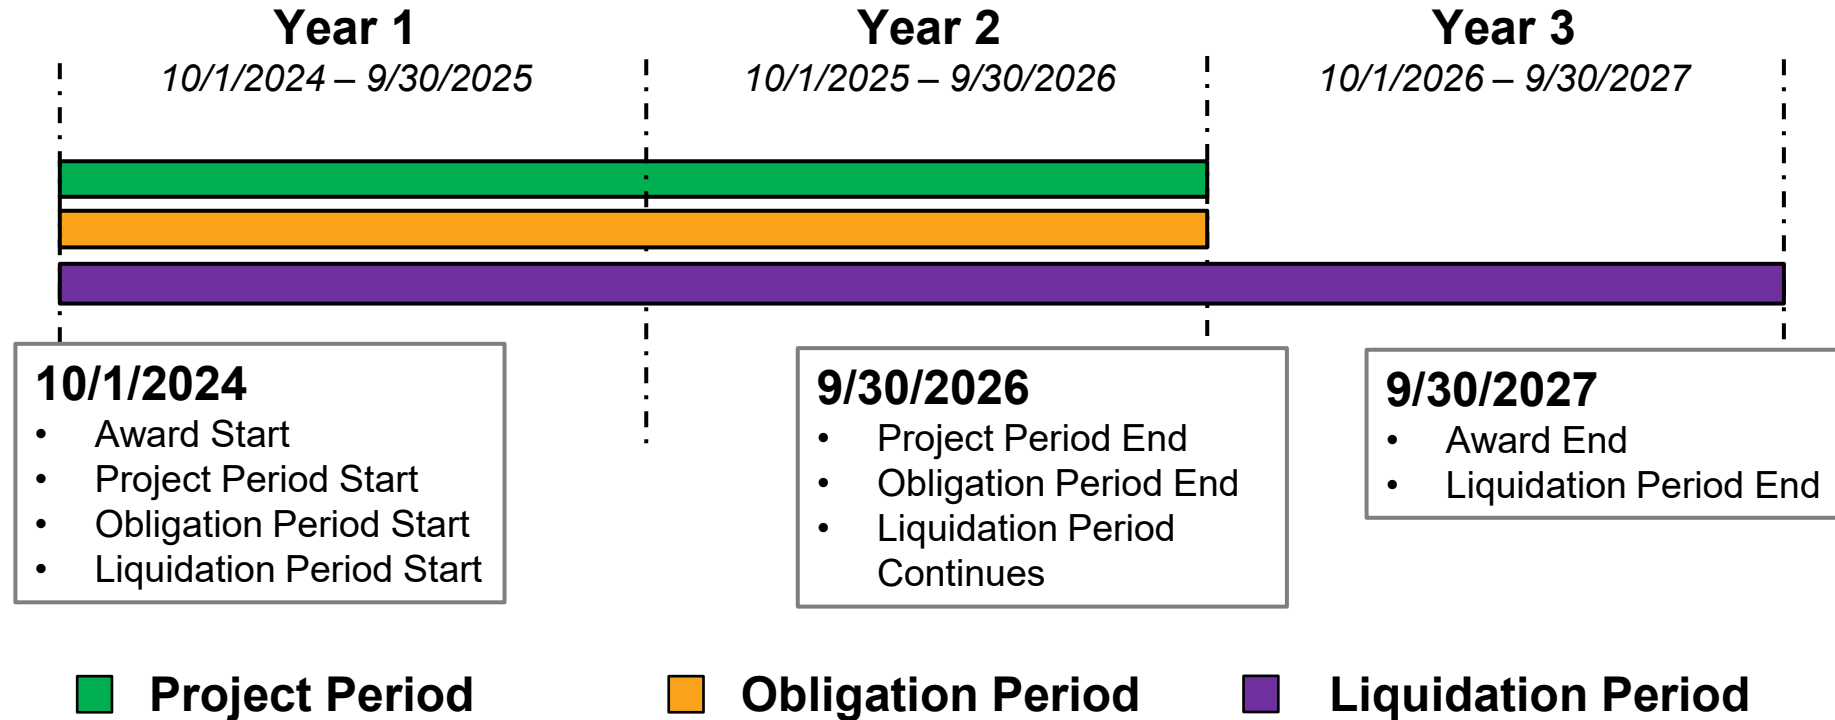 Year 1
10/1/2024 – 9/30/2025
Year 2
10/1/2025 – 9/30/2026
Year 3
10/1/2026 – 9/30/2027
10/1/2024
• Award Start
• Project Period Start
• Obligation Period Start
• Liquidation Period Start
9/30/2026
• Project Period End
• Obligation Period End
• Liquidation Period
Continues
9/30/2027
• Award End
• Liquidation Period End
Project Period
Obligation Period
Liquidation Period